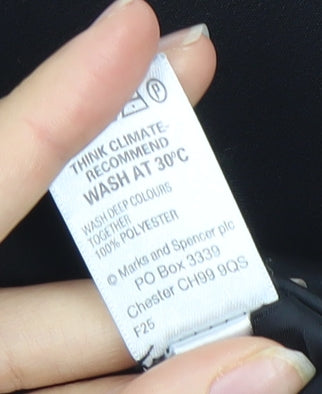 P
THINK CLIMATE-
RECOMMEND
WASH AT 30°C
WASH DEEP COLOURS
TOGETHER
100% POLYESTER
© Marks and Spencer plc
PO Box 3339
Chester CH99 9QS
F25